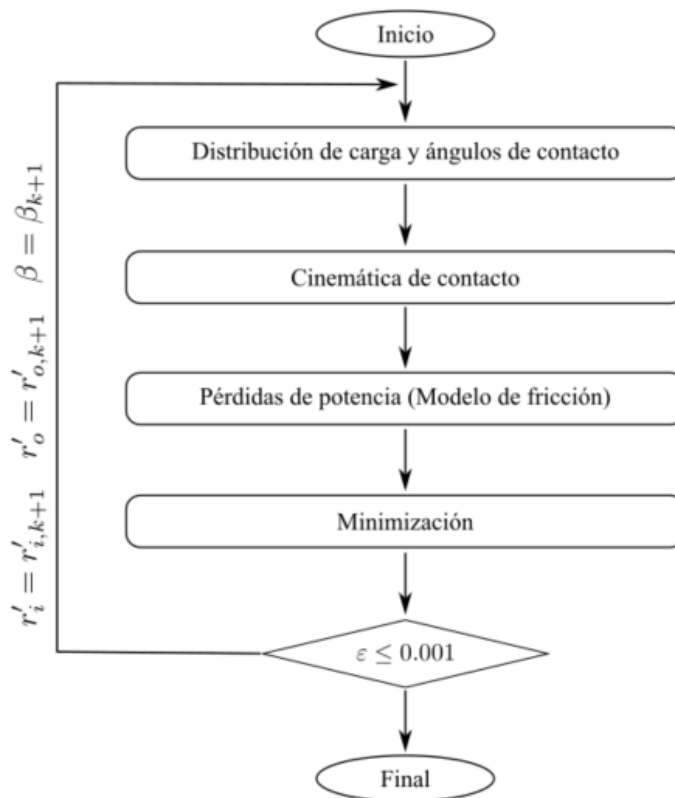 Inicio
Distribución de carga y ángulos de contacto
Cinemática de contacto
Pérdidas de potencia (Modelo de fricción)
Minimización
ε ≤ 0.001
Final
r′ᵢ = r′ᵢ,ₖ₊₁ r′ₒ = r′ₒ,ₖ₊₁ β = βₖ₊₁